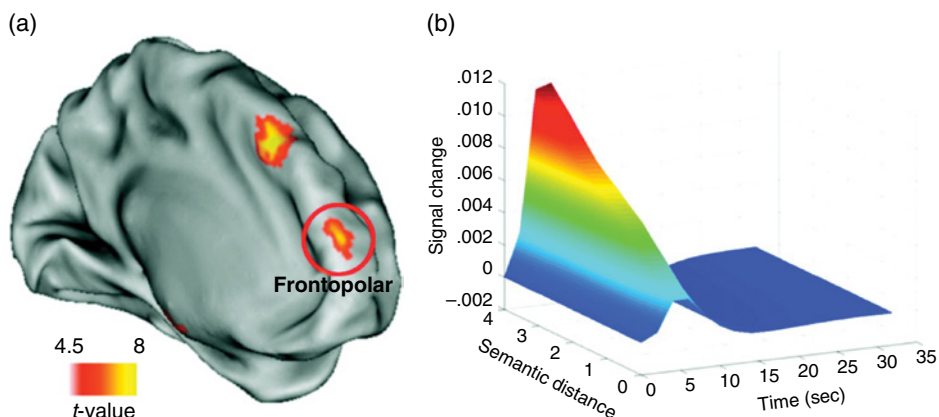 (a)
Frontopolar
4.5 8
t-value
(b)
.012
.010
.008
.006
.004
.002
0
–.002
Signal change
4
3
2
1
0
Semantic distance
0 5 10 15 20 25 30 35
Time (sec)